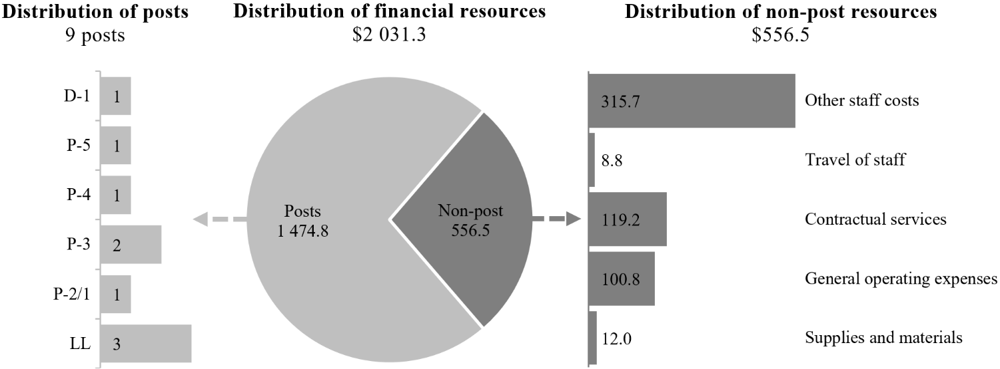 Distribution of posts
9 posts
D-1
1
P-5
1
P-4
1
P-3
2
P-2/1
1
LL
3
Distribution of financial resources
$2 031.3
Posts
1 474.8
Non-post
556.5
Distribution of non-post resources
$556.5
315.7 Other staff costs
8.8 Travel of staff
119.2 Contractual services
100.8 General operating expenses
12.0 Supplies and materials